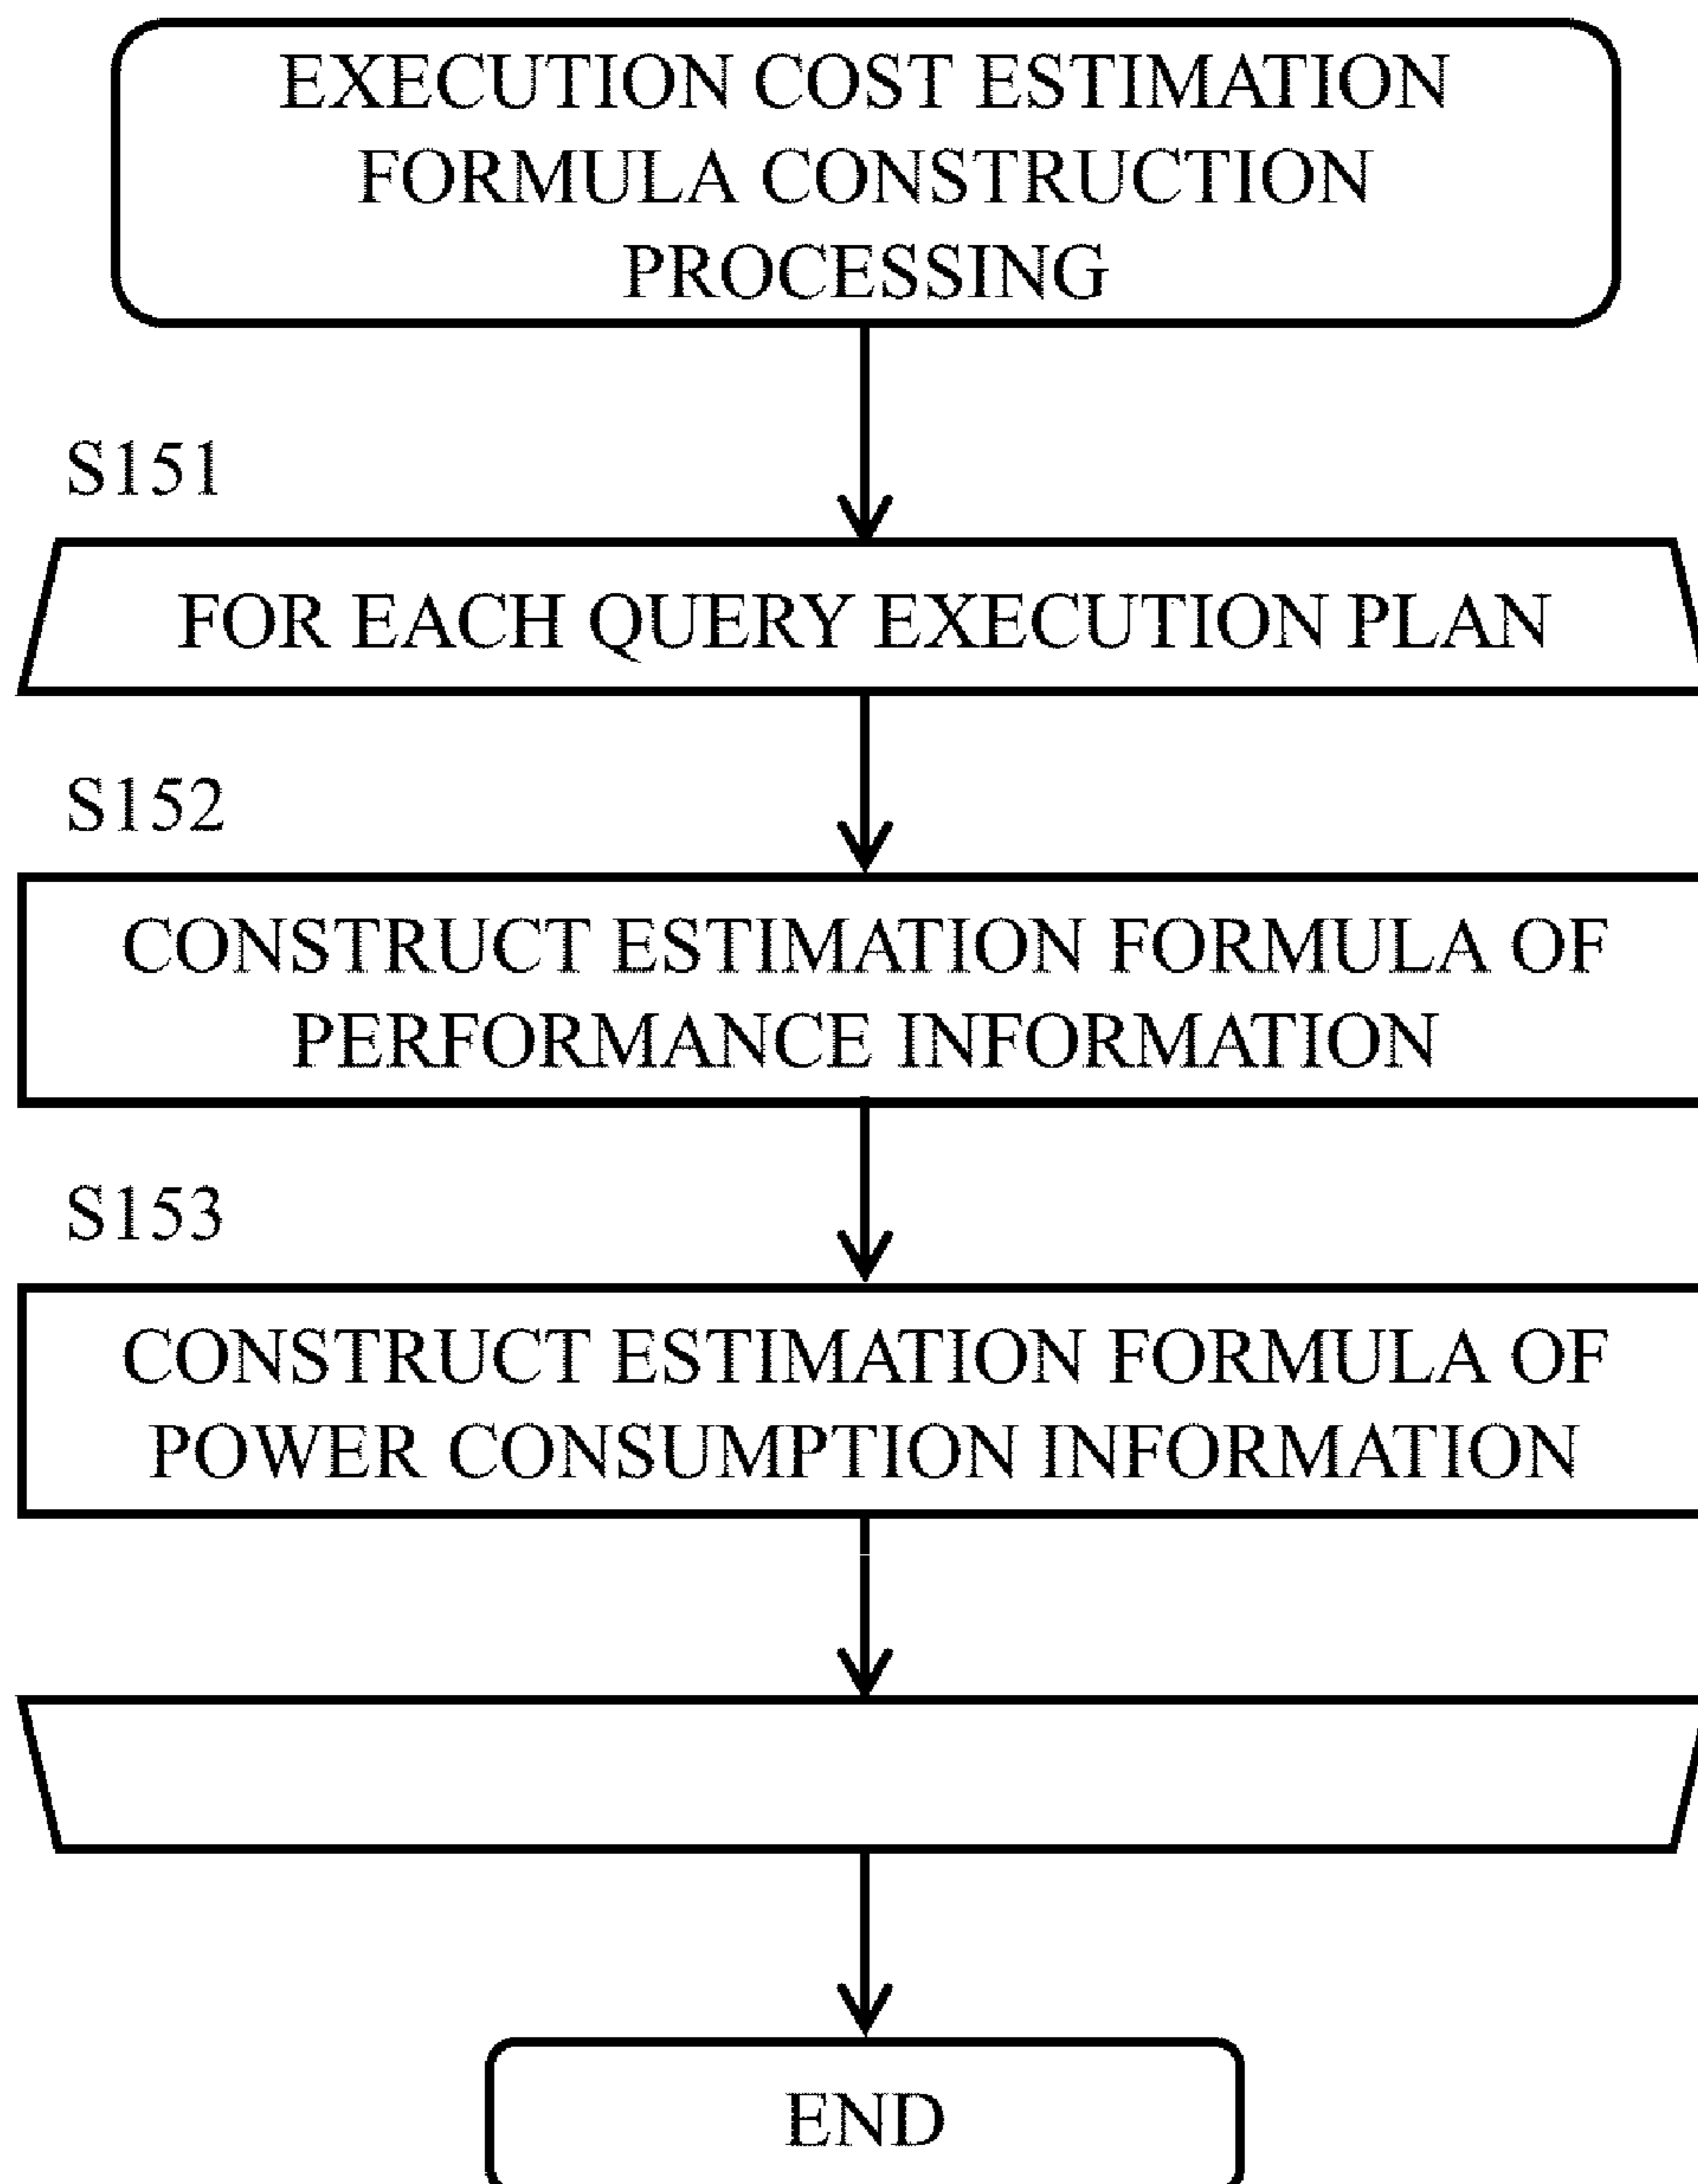 EXECUTION COST ESTIMATION
FORMULA CONSTRUCTION
PROCESSING
S151
FOR EACH QUERY EXECUTION PLAN
S152
CONSTRUCT ESTIMATION FORMULA OF
PERFORMANCE INFORMATION
S153
CONSTRUCT ESTIMATION FORMULA OF
POWER CONSUMPTION INFORMATION
END